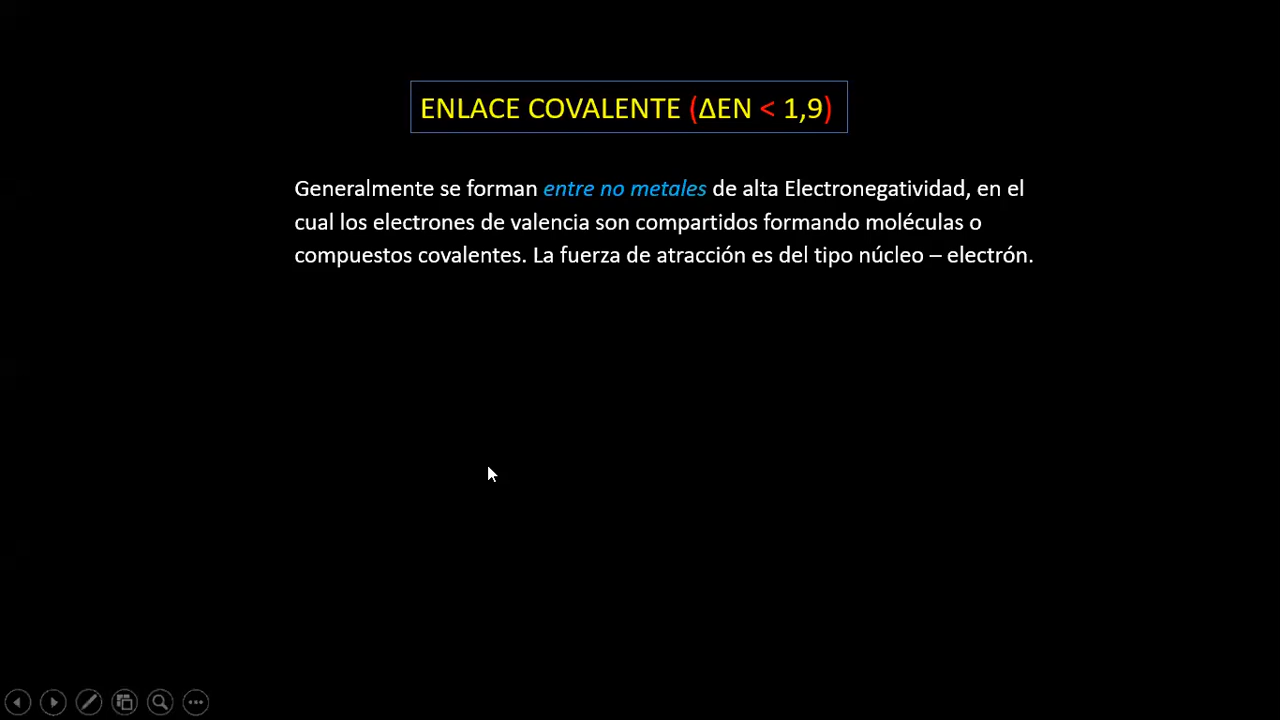 ENLACE COVALENTE (ΔEN < 1,9)
Generalmente se forman entre no metales de alta Electronegatividad, en el
cual los electrones de valencia son compartidos formando moléculas o
compuestos covalentes. La fuerza de atracción es del tipo núcleo – electrón.